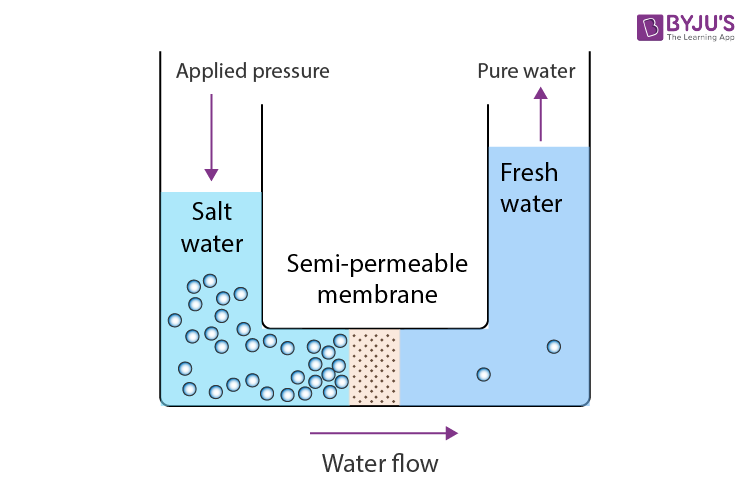 BYJU'S
The Learning App
Applied pressure
Pure water
Fresh
water
Salt
water
Semi-permeable
membrane
Water flow